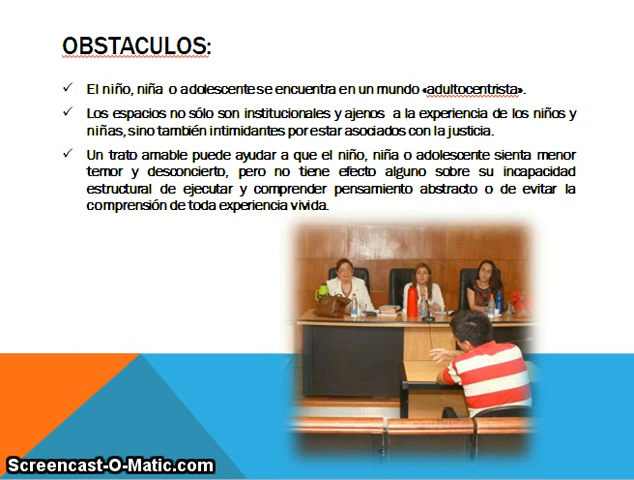 OBSTACULOS:
El niño, niña o adolescente se encuentra en un mundo «adultocentrista».
Los espacios no sólo son institucionales y ajenos a la experiencia de los niños y
niñas, sino también intimidantes por estar asociados con la justicia.
Un trato amable puede ayudar a que el niño, niña o adolescente sienta menor
temor y desconcierto, pero no tiene efecto alguno sobre su incapacidad
estructural de ejecutar y comprender pensamiento abstracto o de evitar la
comprensión de toda experiencia vivida.
Screencast-O-Matic.com